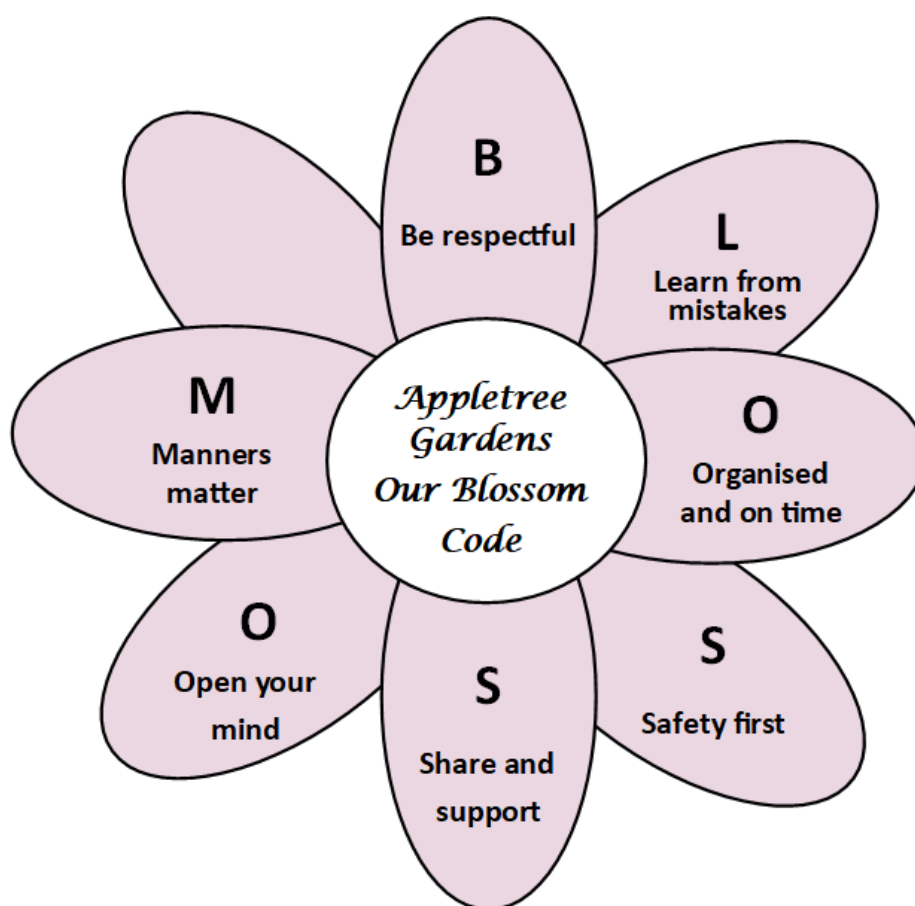 Appletree
Gardens
Our Blossom
Code
B
Be respectful
L
Learn from
mistakes
O
Organised
and on time
S
Safety first
S
Share and
support
O
Open your
mind
M
Manners
matter